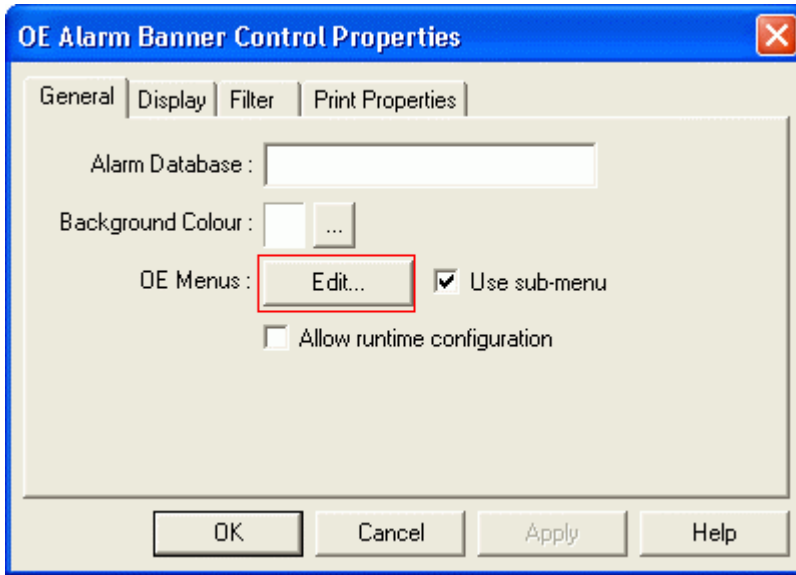 OE Alarm Banner Control Properties
General Display Filter Print Properties
Alarm Database :
Background Colour : ...
OE Menus : Edit... Use sub-menu
Allow runtime configuration
OK Cancel Apply Help